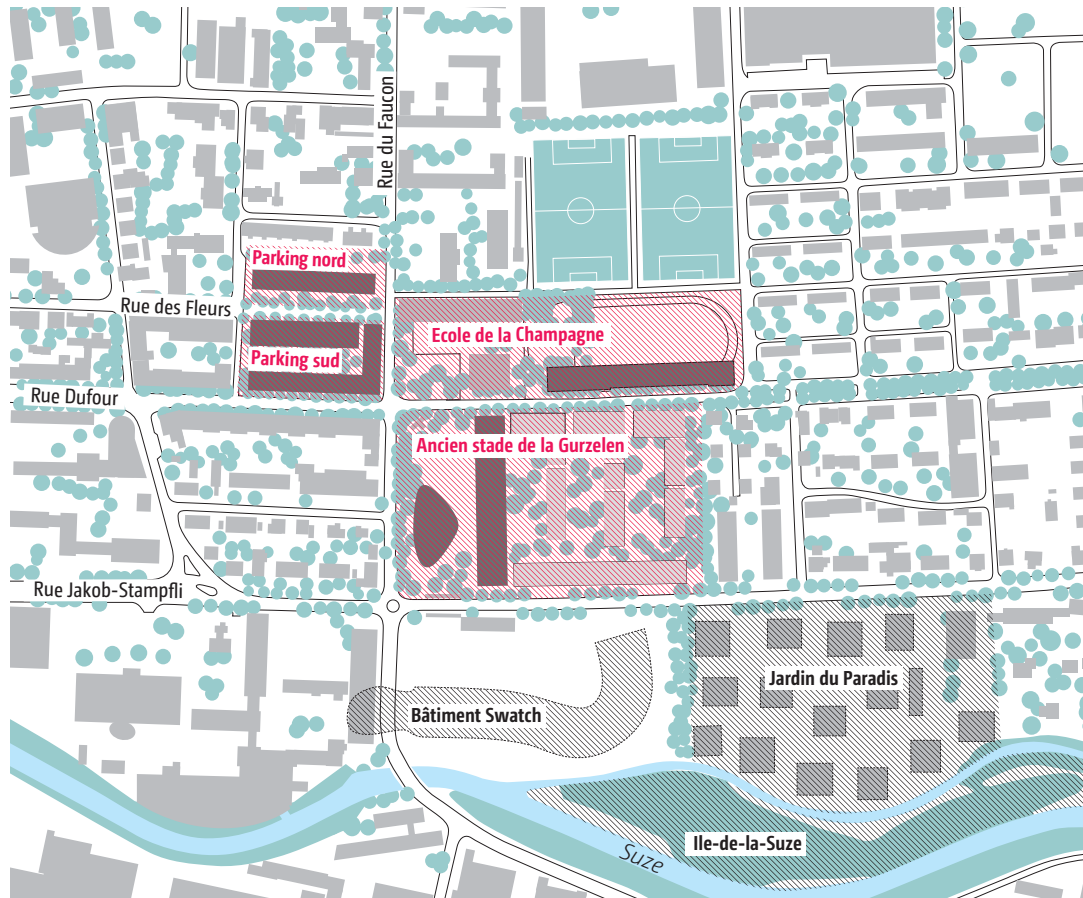 Rue du Faucon
Parking nord
Rue des Fleurs
Ecole de la Champagne
Parking sud
Rue Dufour
Ancien stade de la Gurzelen
Rue Jakob-Stampfli
Jardin du Paradis
Bâtiment Swatch
Ile-de-la-Suze
Suze